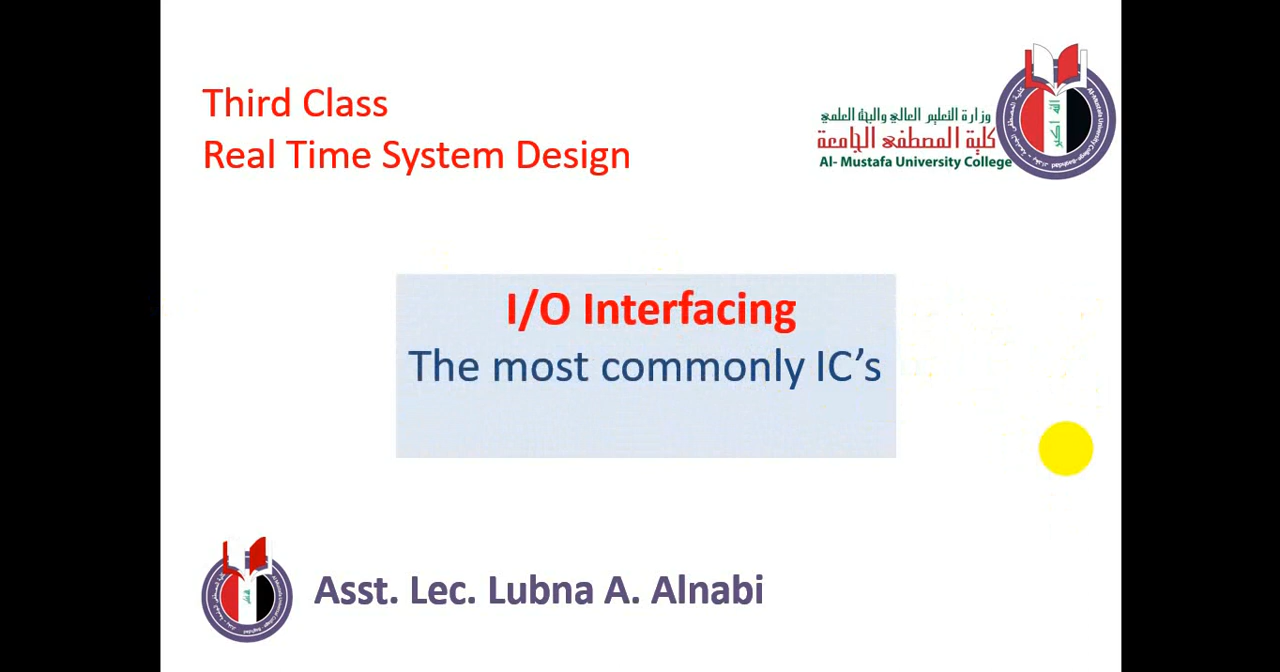 Third Class
Real Time System Design
وزارة التعليم العالي والبحث العلمي
كلية المصطفى الجامعة
Al- Mustafa University College
I/O Interfacing
The most commonly IC’s
Asst. Lec. Lubna A. Alnabi